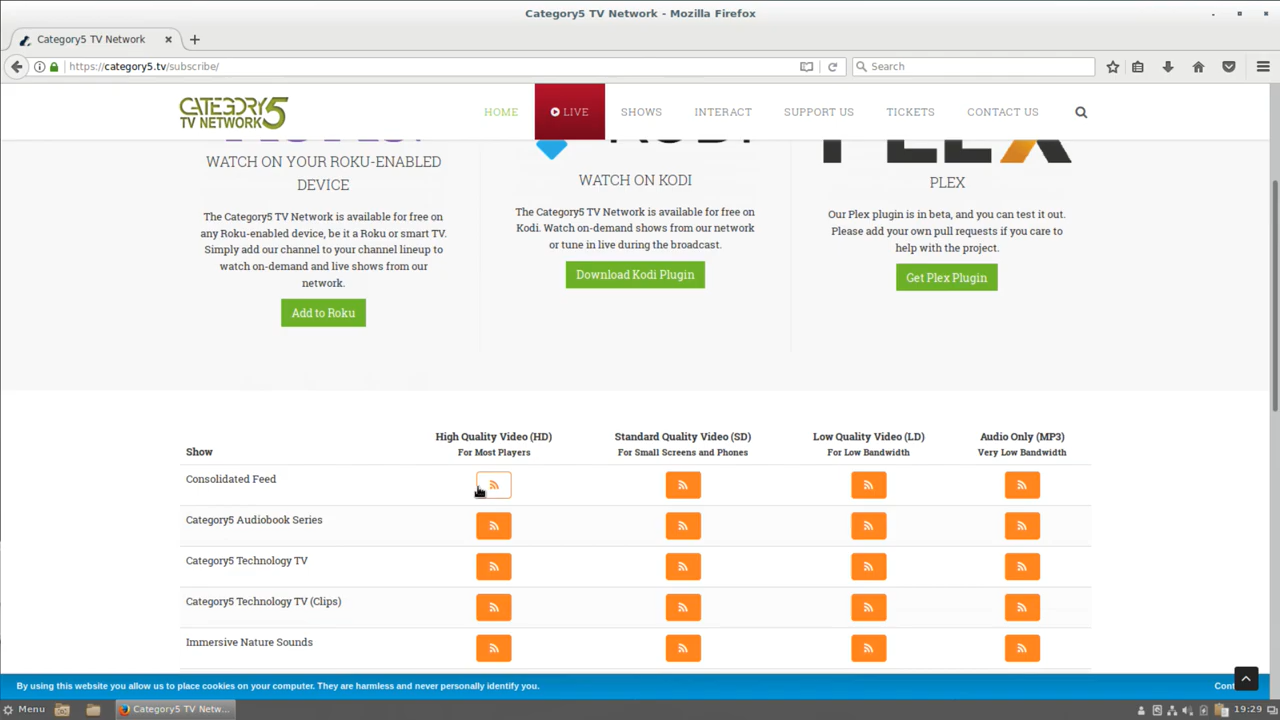 Category5 TV Network - Mozilla Firefox
Category5 TV Network
https://category5.tv/subscribe/
Search
CATEGORY5
TV NETWORK
HOME
LIVE
SHOWS
INTERACT
SUPPORT US
TICKETS
CONTACT US
WATCH ON YOUR ROKU-ENABLED
DEVICE
The Category5 TV Network is available for free
on any Roku-enabled device, be it a Roku or smart TV.
Simply add our channel to your channel lineup to
watch on-demand and live shows from our
network.
Add to Roku
WATCH ON KODI
The Category5 TV Network is available for free on
Kodi. Watch on-demand shows from our network
or tune in live during the broadcast.
Download Kodi Plugin
PLEX
PLEX
Our Plex plugin is in beta, and you can test it out.
Please add your own pull requests if you care to
help with the project.
Get Plex Plugin
Show
High Quality Video (HD)
For Most Players
Standard Quality Video (SD)
For Small Screens and Phones
Low Quality Video (LD)
For Low Bandwidth
Audio Only (MP3)
Very Low Bandwidth
Consolidated Feed
Category5 Audiobook Series
Category5 Technology TV
Category5 Technology TV (Clips)
Immersive Nature Sounds
By using this website you allow us to place cookies on your computer. They are harmless and never personally identify you.
Menu
Category5 TV Netw...
19:29